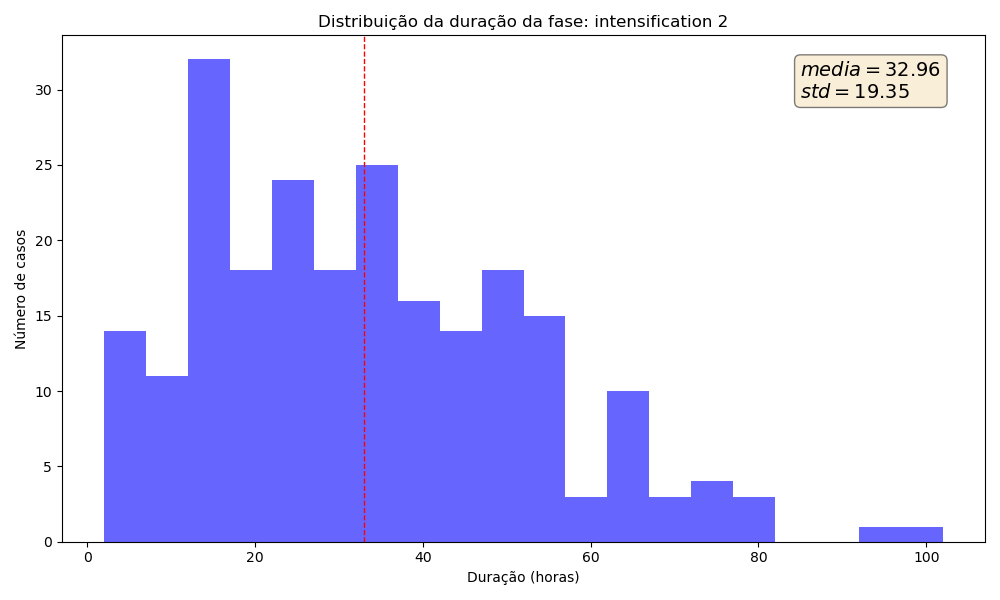 Distribuição da duração da fase: intensification 2
media = 32.96
std = 19.35
Número de casos
30
25
20
15
10
5
0
0 20 40 60 80 100
Duração (horas)